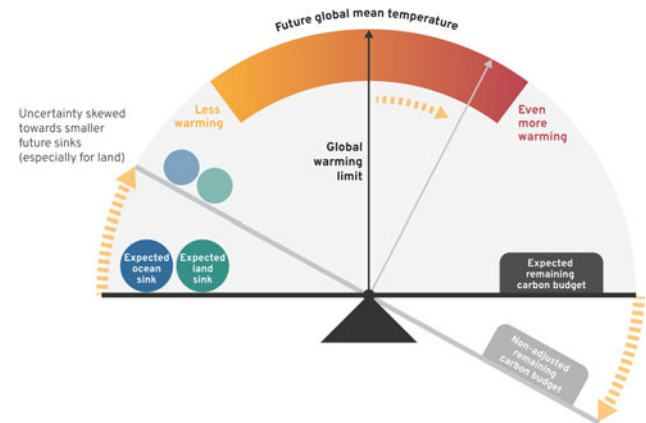 Future global mean temperature
Uncertainty skewed
towards smaller
future sinks
(especially for land)
Less
warming
Even
more
warming
Global
warming
limit
Expected
ocean
sink
Expected
land
sink
Expected
remaining
carbon budget
Non-adjusted
remaining
carbon budget